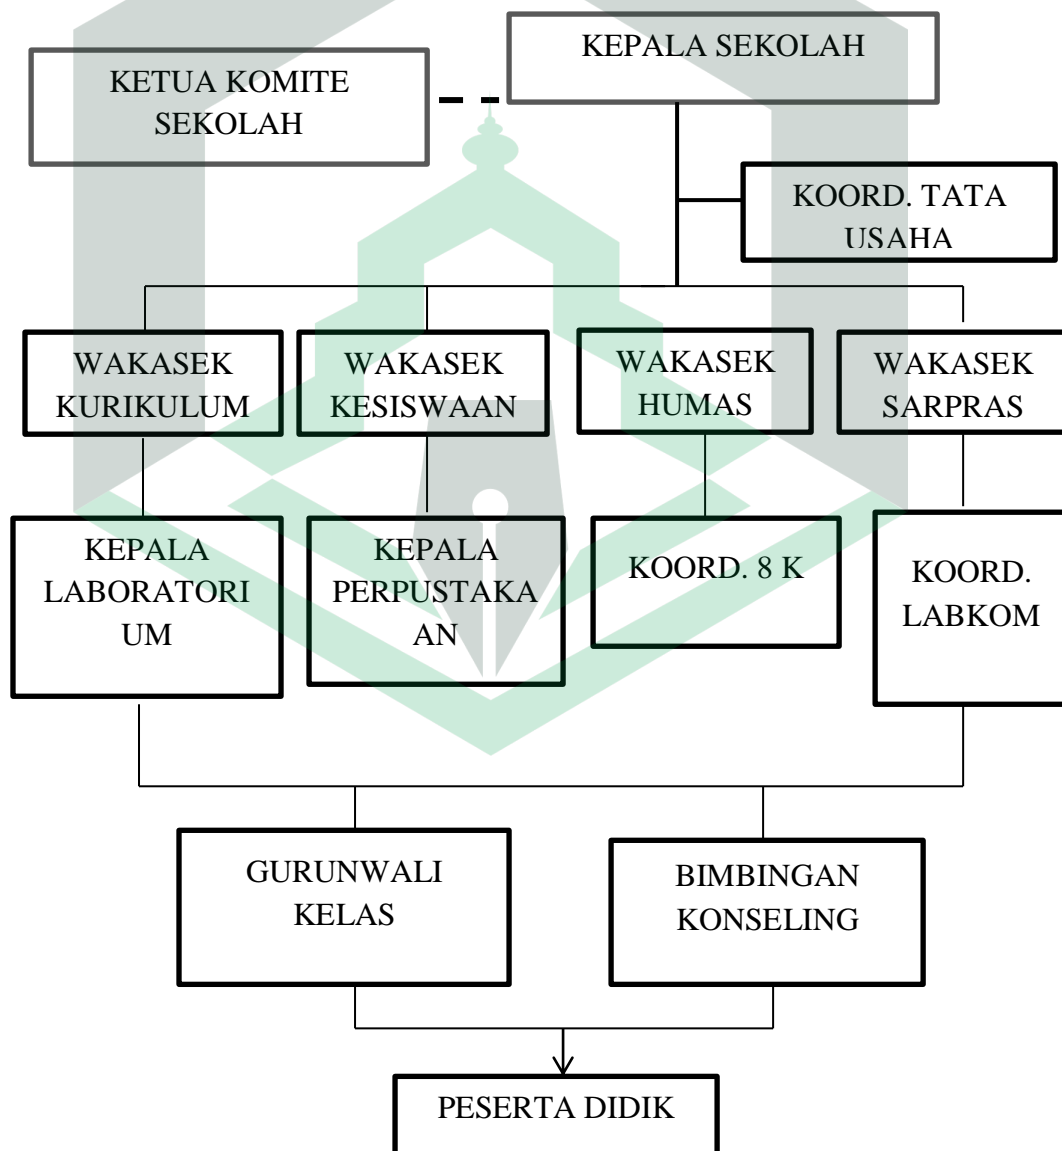 KEPALA SEKOLAH
KETUA KOMITE
SEKOLAH
KOORD. TATA
USAHA
WAKASEK
KURIKULUM
WAKASEK
KESISWAAN
WAKASEK
HUMAS
WAKASEK
SARPRAS
KEPALA
LABORATORI
UM
KEPALA
PERPUSTAKA
AN
KOORD. 8 K
KOORD.
LABKOM
GURUNWALI
KELAS
BIMBINGAN
KONSELING
PESERTA DIDIK